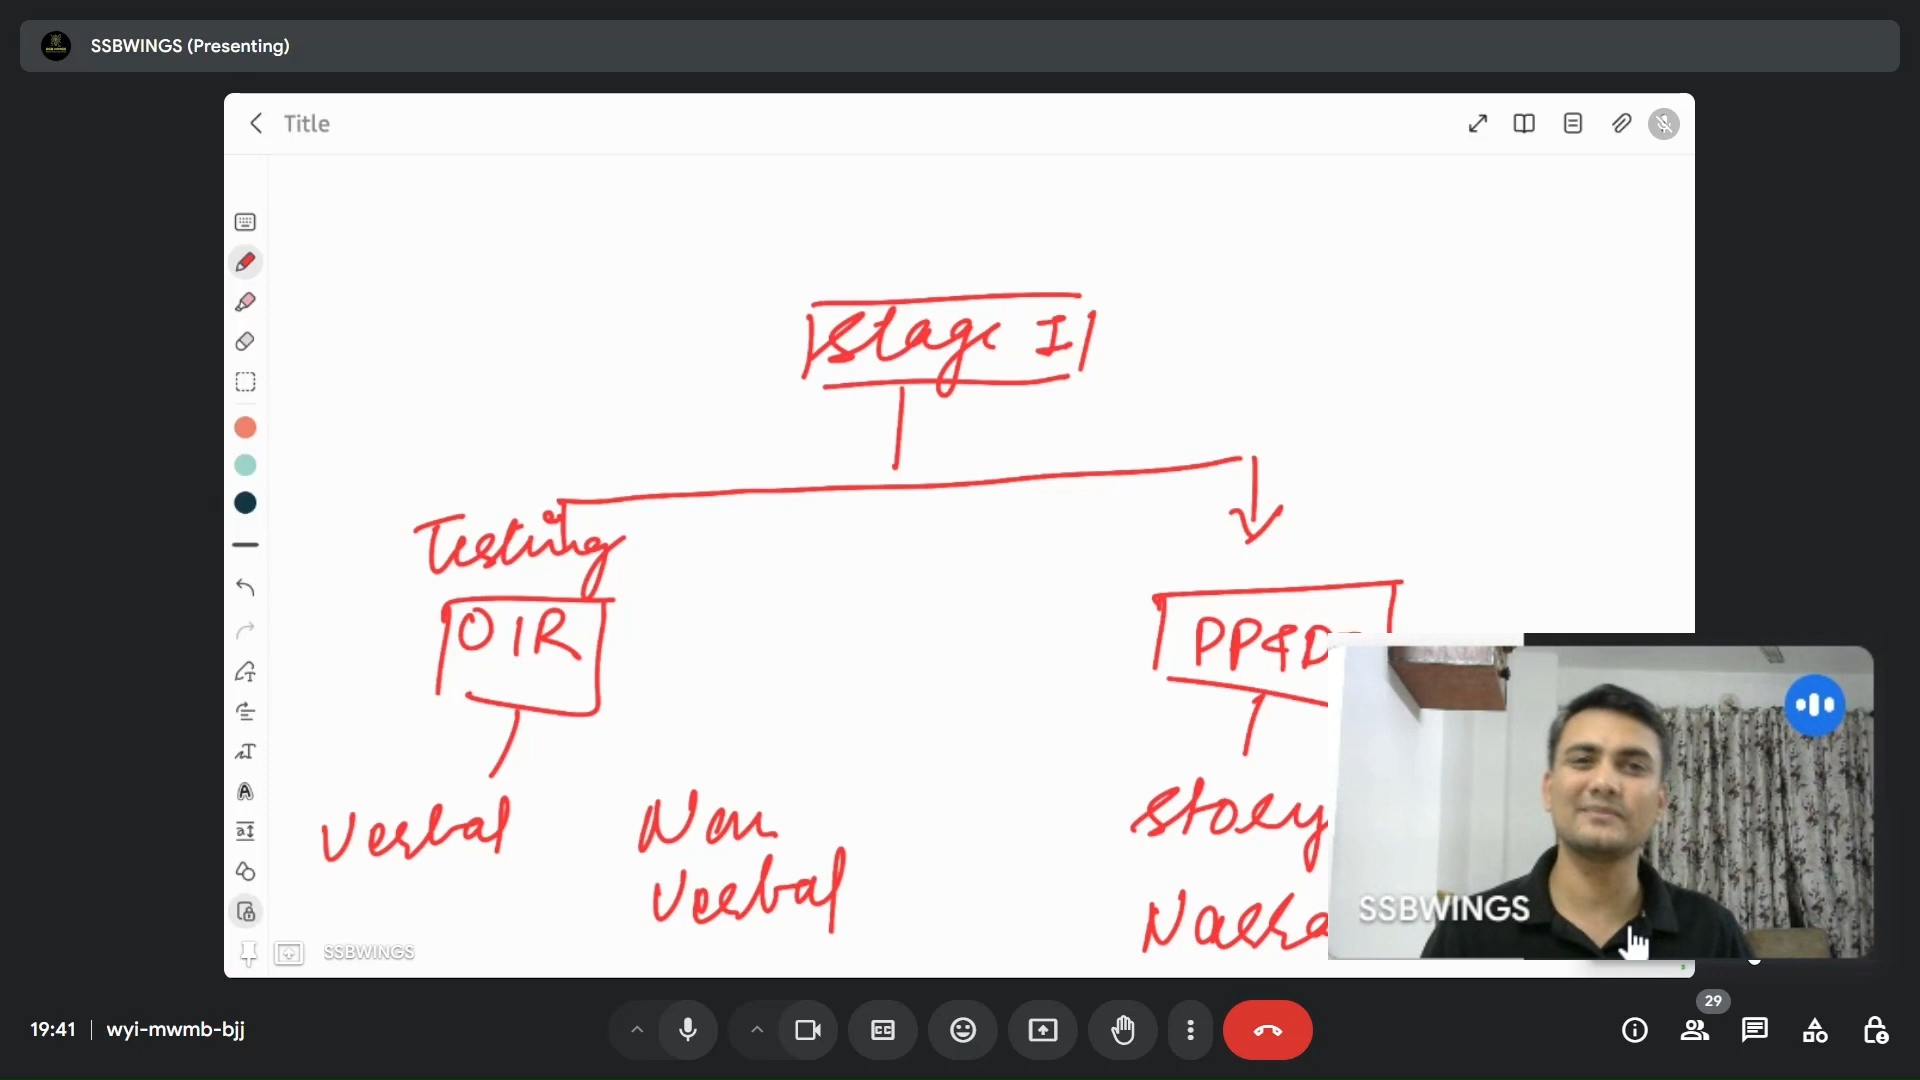 SSBWINGS (Presenting)
Title
Stage I
Testing
OIR
PP&D
Verbal
Non
Verbal
Story
Narra
SSBWINGS
SSBWINGS
29
19:41 | wyi-mwmb-bjj